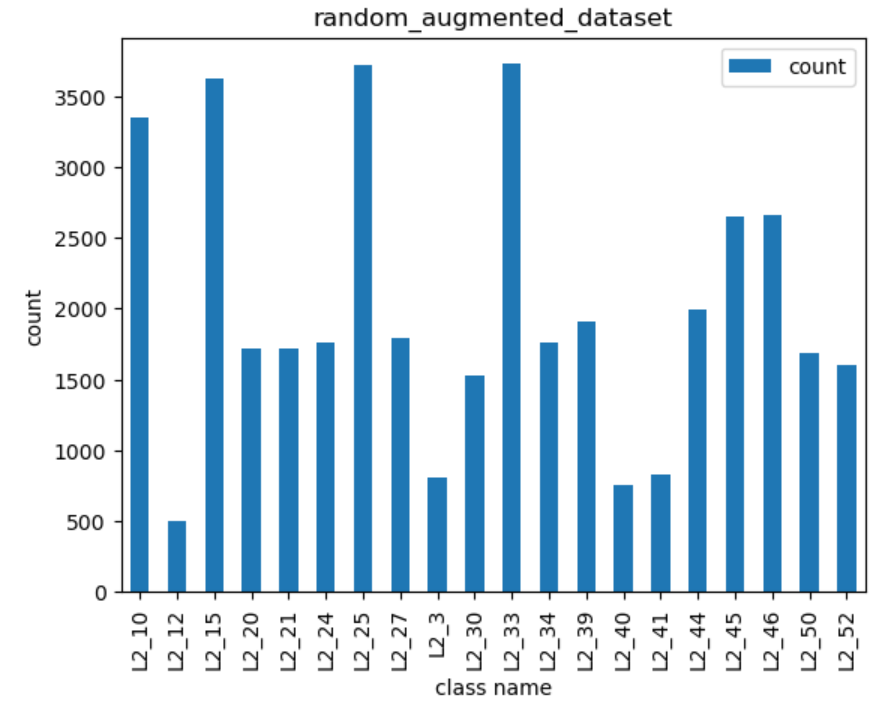 random_augmented_dataset
count
3500
3000
2500
2000
1500
1000
500
0
count
L2_10
L2_12
L2_15
L2_20
L2_21
L2_24
L2_25
L2_27
L2_3
L2_30
L2_33
L2_34
L2_39
L2_40
L2_41
L2_44
L2_45
L2_46
L2_50
L2_52
class name